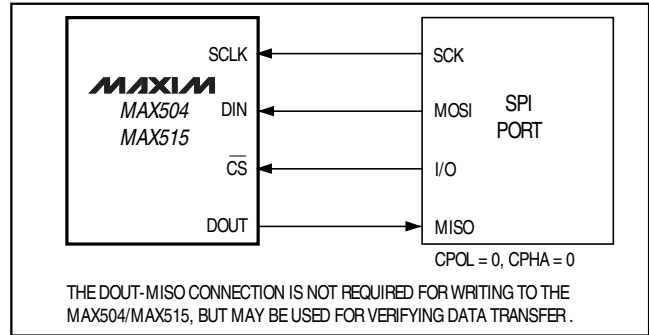 SCLK SCK
MAXIM
MAX504 DIN MOSI SPI
MAX515 PORT
CS I/O
DOUT MISO
CPOL = 0, CPHA = 0
THE DOUT-MISO CONNECTION IS NOT REQUIRED FOR WRITING TO THE
MAX504/MAX515, BUT MAY BE USED FOR VERIFYING DATA TRANSFER .